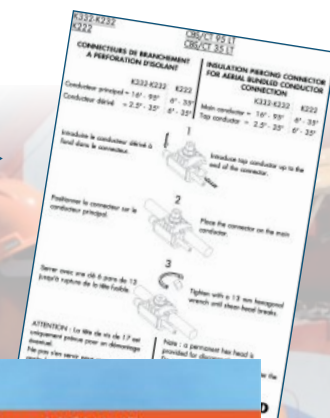 K332-K232
K222
CBS/CT 95 LT
CBS/CT 35 LT
CONNECTEURS DE BRANCHEMENT
A PERFORATION D'ISOLANT
K332-K232 K222
Conducteur principal = 16² - 95² 6² - 35²
Conducteur dérivé = 2.5² - 35² 6² - 35²
INSULATION PIERCING CONNECTOR
FOR AERIAL BUNDLED CONDUCTOR
CONNECTION
K332-K232 K222
Main conductor = 16² - 95² 6² - 35²
Tap conductor = 2.5² - 35² 6² - 35²
1
Introduire le conducteur dérivé à
fond dans le connecteur.
Introduce tap conductor up to the
end of the connector.
2
Positionner le connecteur sur le
conducteur principal.
Place the connector on the main
conductor.
3
Serrer avec une clé 6 pans de 13
jusqu'à rupture de la tête fusible.
Tighten with a 13 mm hexagonal
wrench until shear head breaks.
ATTENTION : La tête de vis de 17 est
uniquement prévue pour un démontage
éventuel.
Ne pas s'en servir pour
Note : a permanent hex head is
provided for